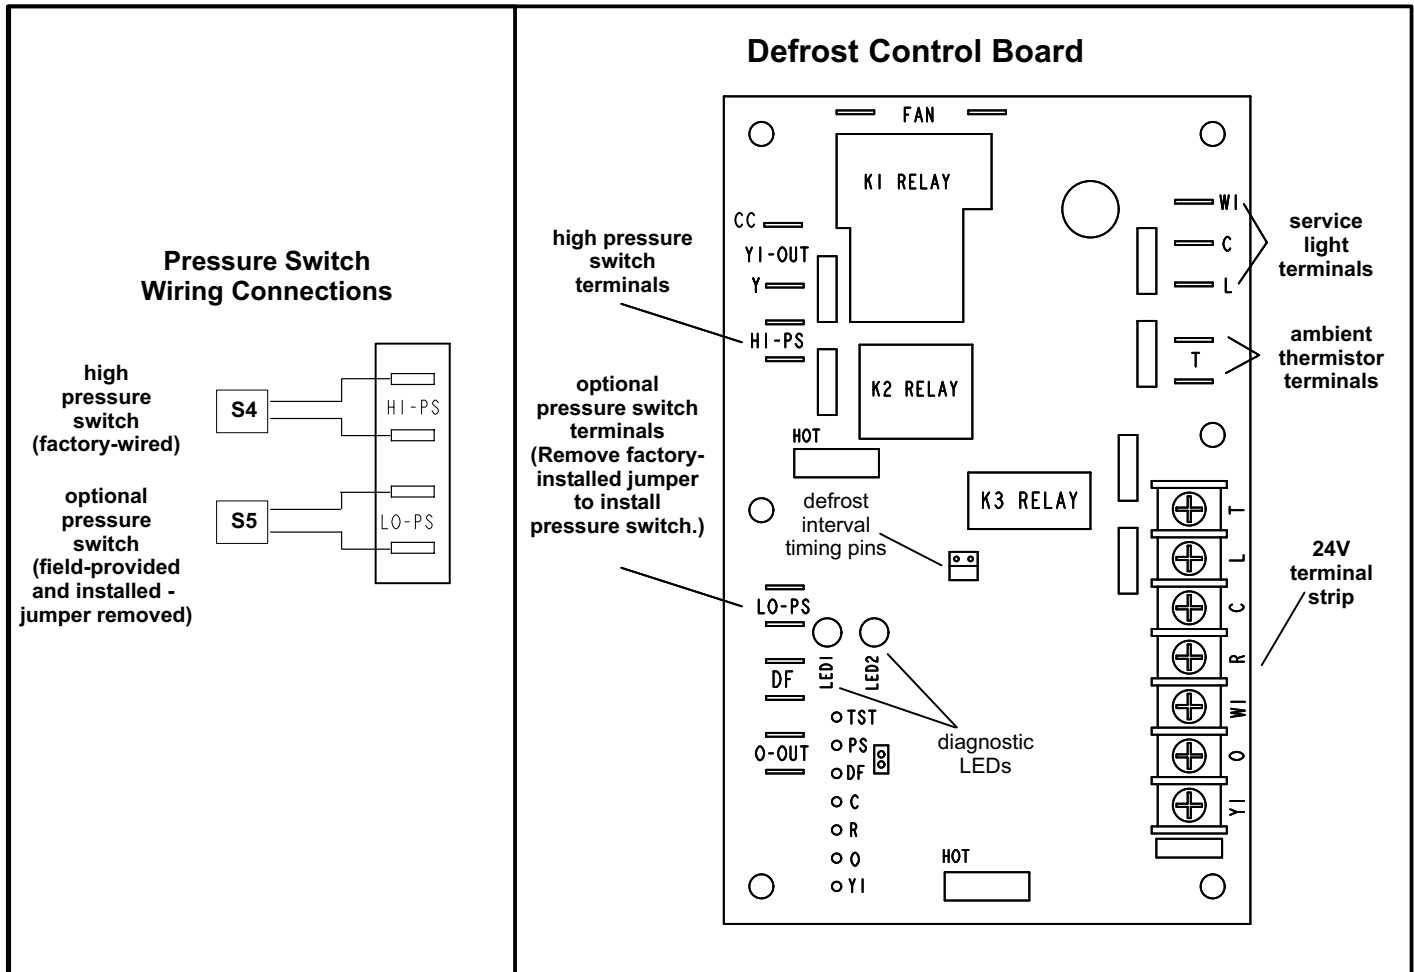 Pressure Switch
Wiring Connections
high
pressure
switch
(factory-wired)
S4
HI-PS
optional
pressure
switch
(field-provided
and installed -
jumper removed)
S5
LO-PS
Defrost Control Board
FAN
K1 RELAY
CC
Y1-OUT
Y
HI-PS
high pressure
switch
terminals
optional
pressure switch
terminals
(Remove factory-
installed jumper
to install
pressure switch.)
K2 RELAY
HOT
K3 RELAY
defrost
interval
timing pins
W1
C
L
service
light
terminals
T
ambient
thermistor
terminals
LO-PS
LED1
LED2
DF
O-OUT
TST
PS
DF
C
R
O
Y1
diagnostic
LEDs
HOT
T
L
C
R
W1
O
Y1
24V
terminal
strip